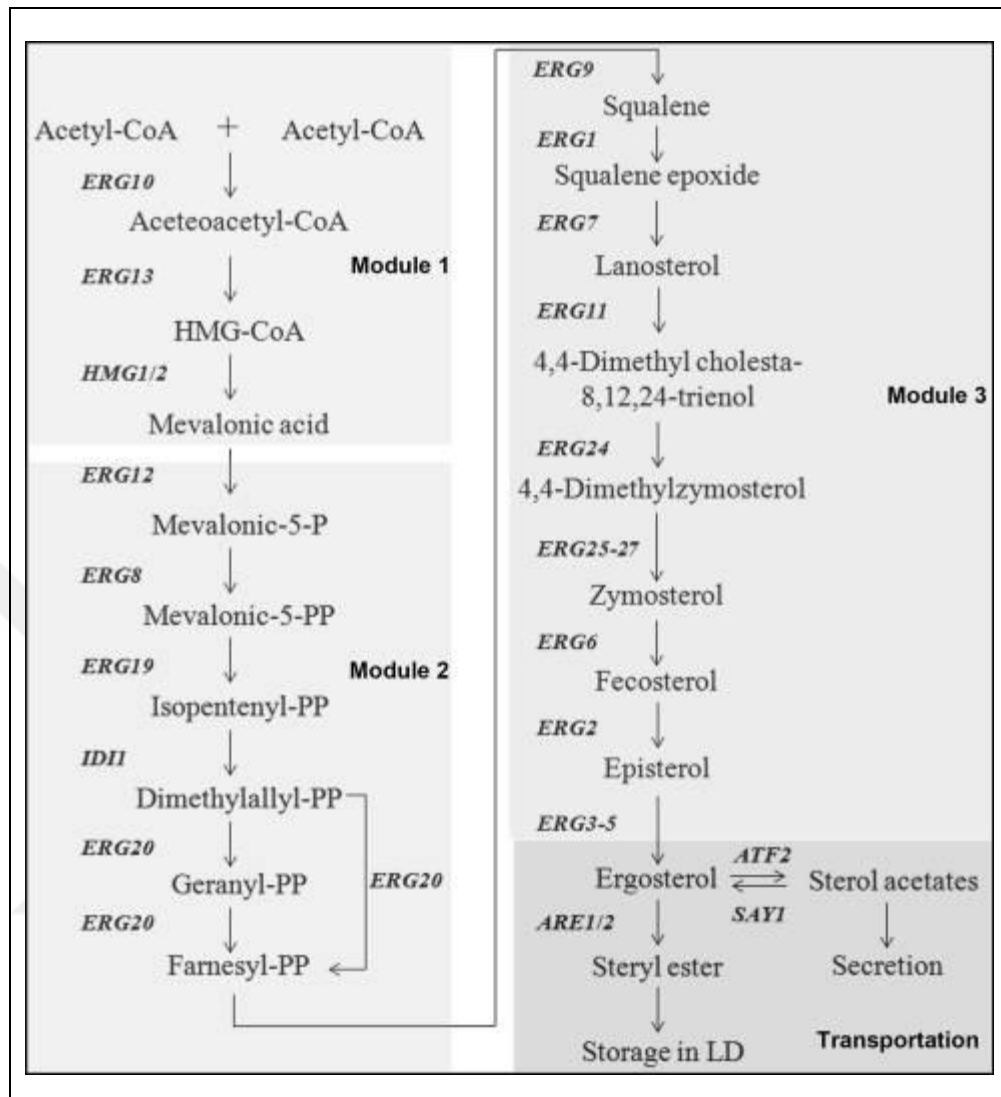 Acetyl-CoA + Acetyl-CoA
ERG10
Aceteoacetyl-CoA
Module 1
ERG13
HMG-CoA
HMG1/2
Mevalonic acid
ERG12
Mevalonic-5-P
ERG8
Mevalonic-5-PP
ERG19
Module 2
Isopentenyl-PP
IDI1
Dimethylallyl-PP
ERG20
Geranyl-PP
ERG20
ERG20
Farnesyl-PP
ERG9
Squalene
ERG1
Squalene epoxide
ERG7
Lanosterol
ERG11
4,4-Dimethyl cholesta-
8,12,24-trienol
Module 3
ERG24
4,4-Dimethylzymosterol
ERG25-27
Zymosterol
ERG6
Fecosterol
ERG2
Episterol
ERG3-5
Ergosterol
ATF2
SAY1
Sterol acetates
ARE1/2
Steryl ester
Secretion
Storage in LD
Transportation